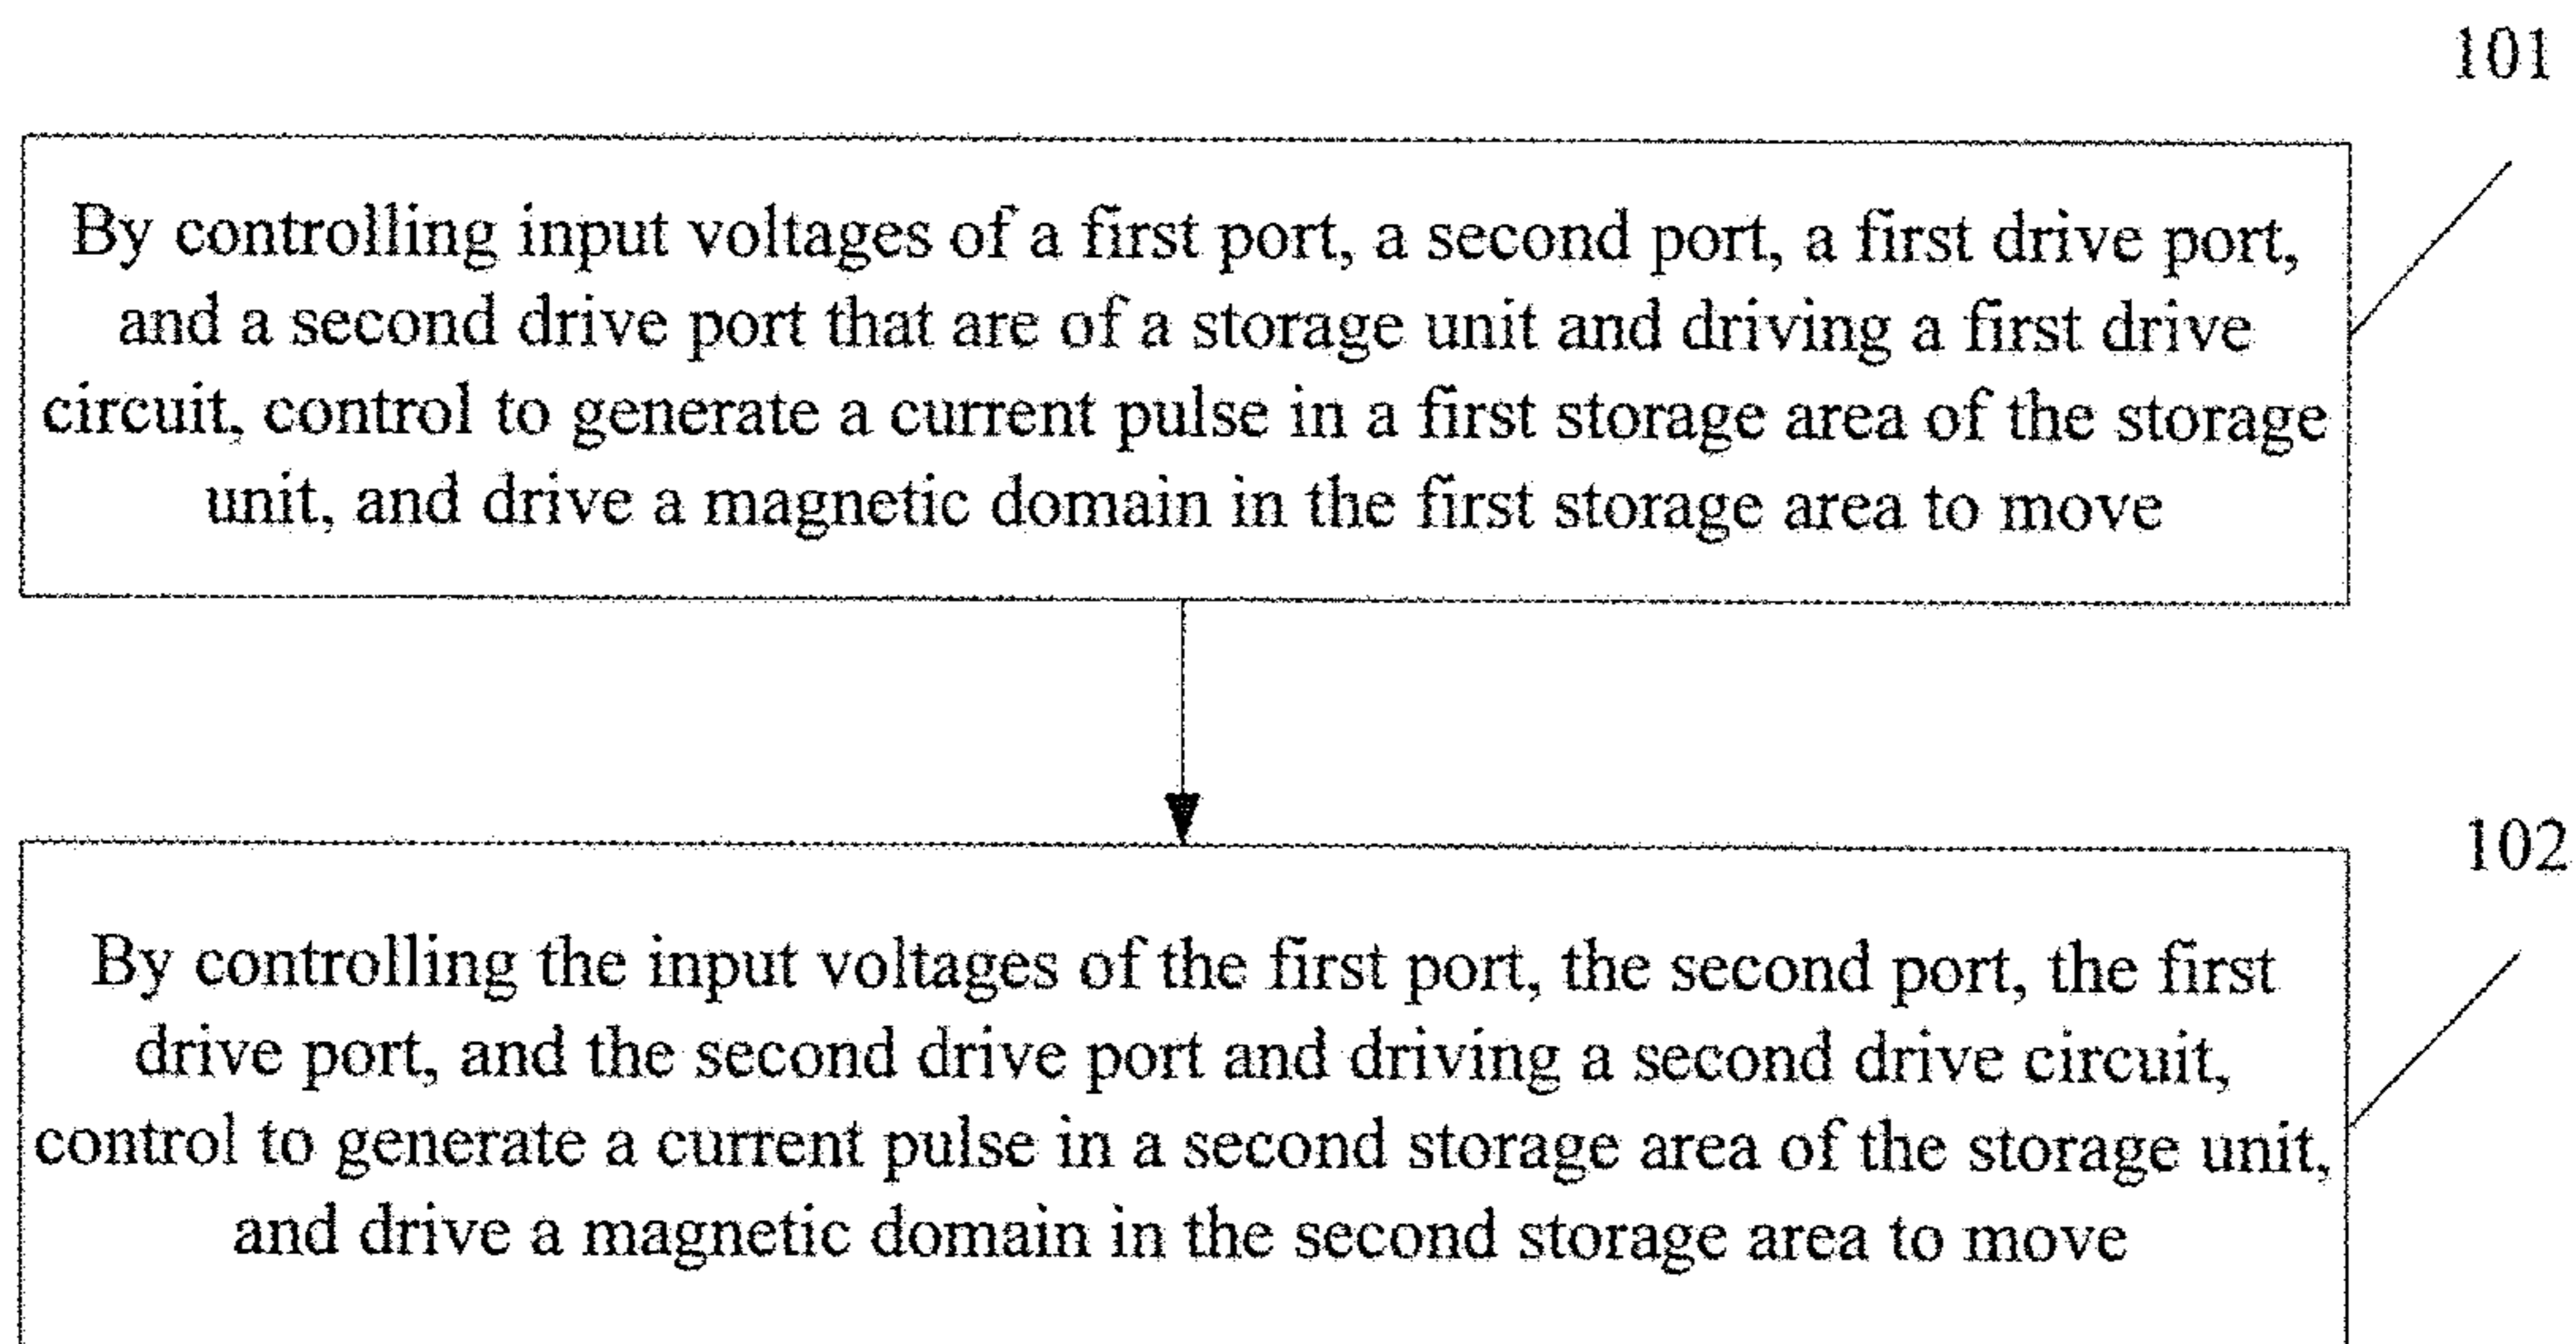 101
By controlling input voltages of a first port, a second port, a first drive port,
and a second drive port that are of a storage unit and driving a first drive
circuit, control to generate a current pulse in a first storage area of the storage
unit, and drive a magnetic domain in the first storage area to move
102
By controlling the input voltages of the first port, the second port, the first
drive port, and the second drive port and driving a second drive circuit,
control to generate a current pulse in a second storage area of the storage unit,
and drive a magnetic domain in the second storage area to move